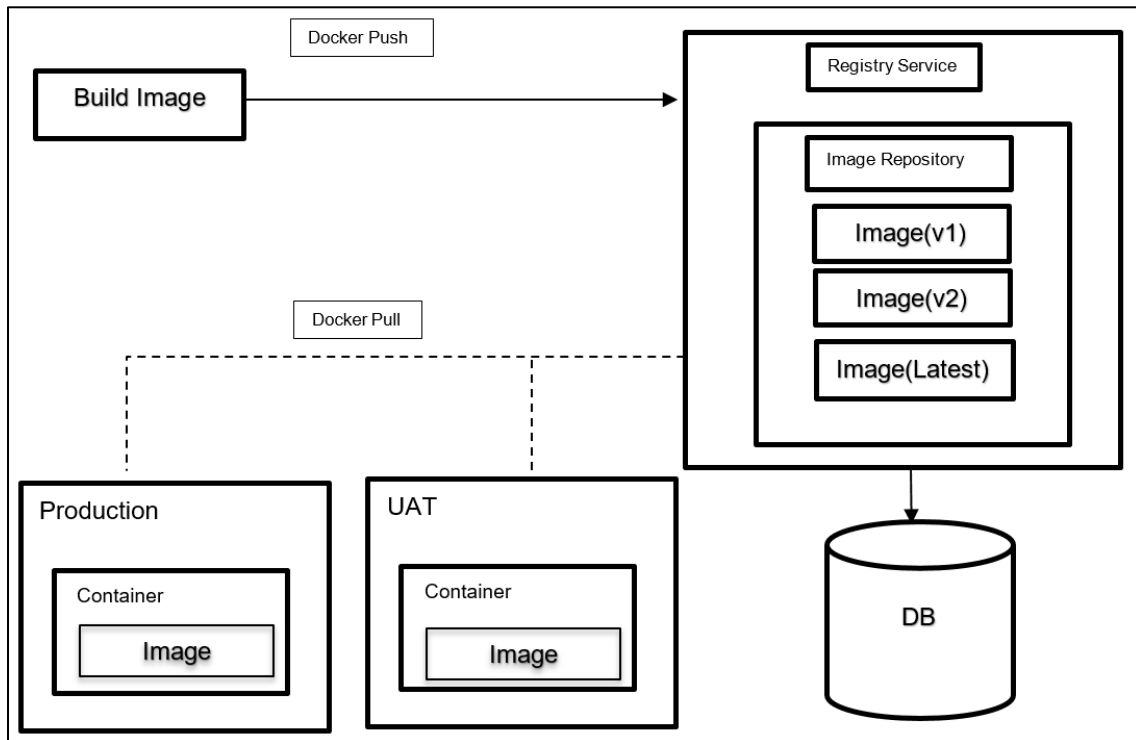 Docker Push
Registry Service
Build Image
Image Repository
Image(v1)
Image(v2)
Docker Pull
Image(Latest)
Production
UAT
Container
Container
Image
Image
DB